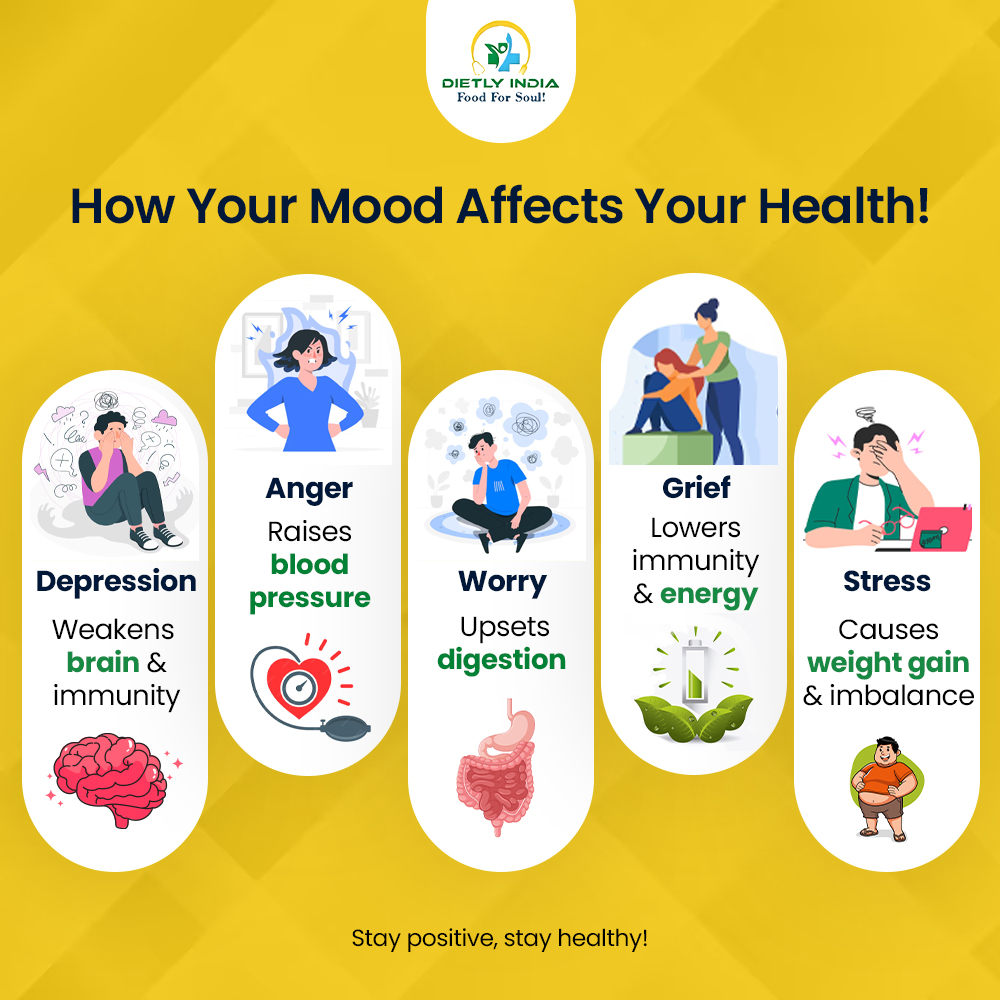 DIETLY INDIA
Food For Soul!
How Your Mood Affects Your Health!
Depression
Weakens
brain &
immunity
Anger
Raises
blood
pressure
Worry
Upsets
digestion
Grief
Lowers
immunity
& energy
Stress
Causes
weight gain
& imbalance
Stay positive, stay healthy!